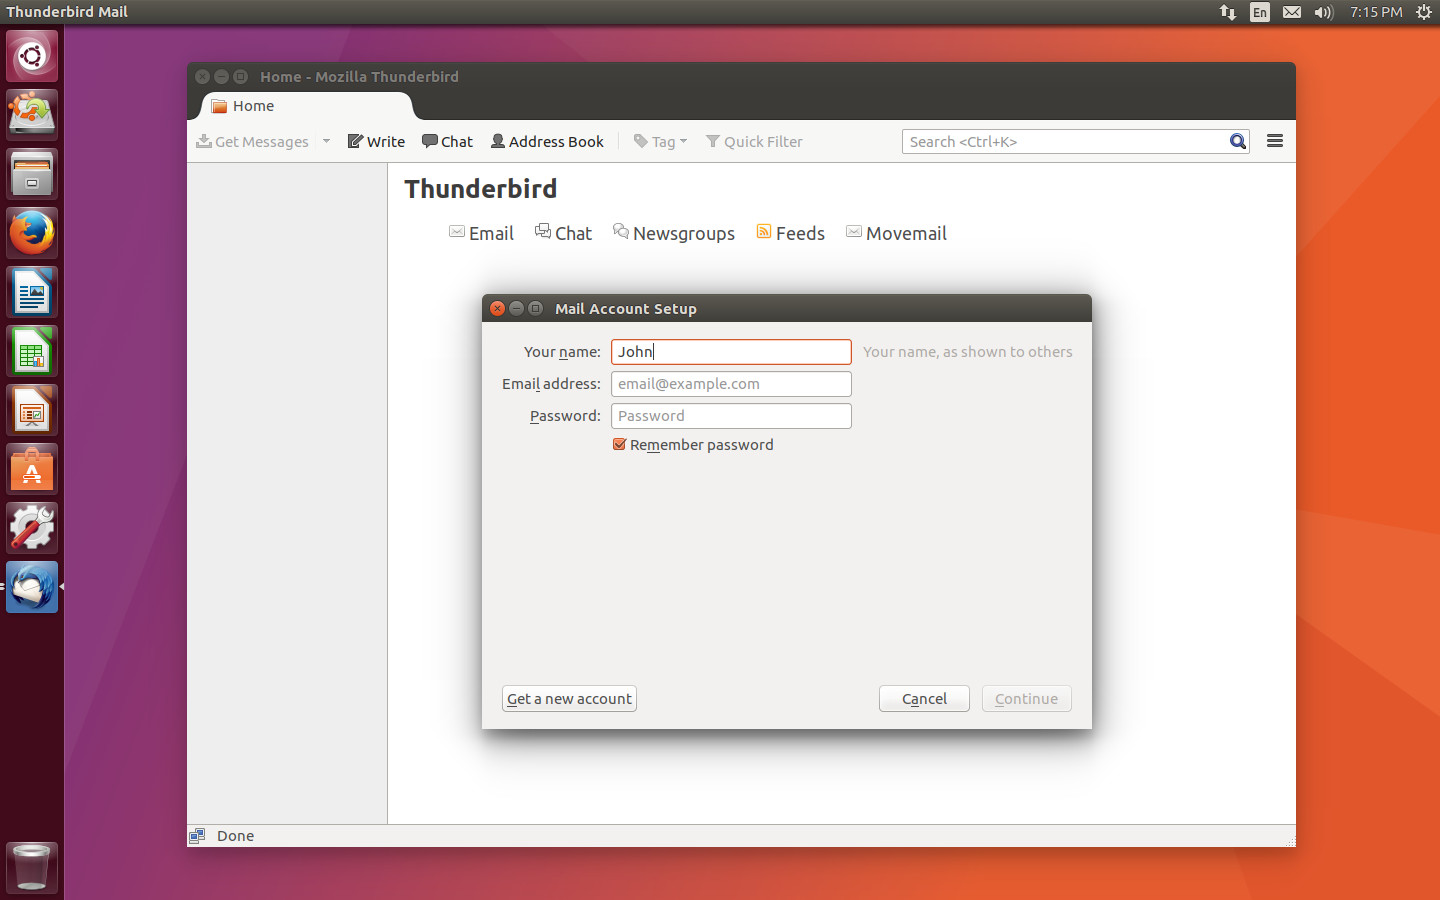 Thunderbird Mail
En
7:15 PM
Home - Mozilla Thunderbird
Home
Get Messages Write Chat Address Book Tag Quick Filter Search <Ctrl+K>
Thunderbird
Email Chat Newsgroups Feeds Movemail
Mail Account Setup
Your name: John Your name, as shown to others
Email address: email@example.com
Password: Password
Remember password
Get a new account Cancel Continue
Done